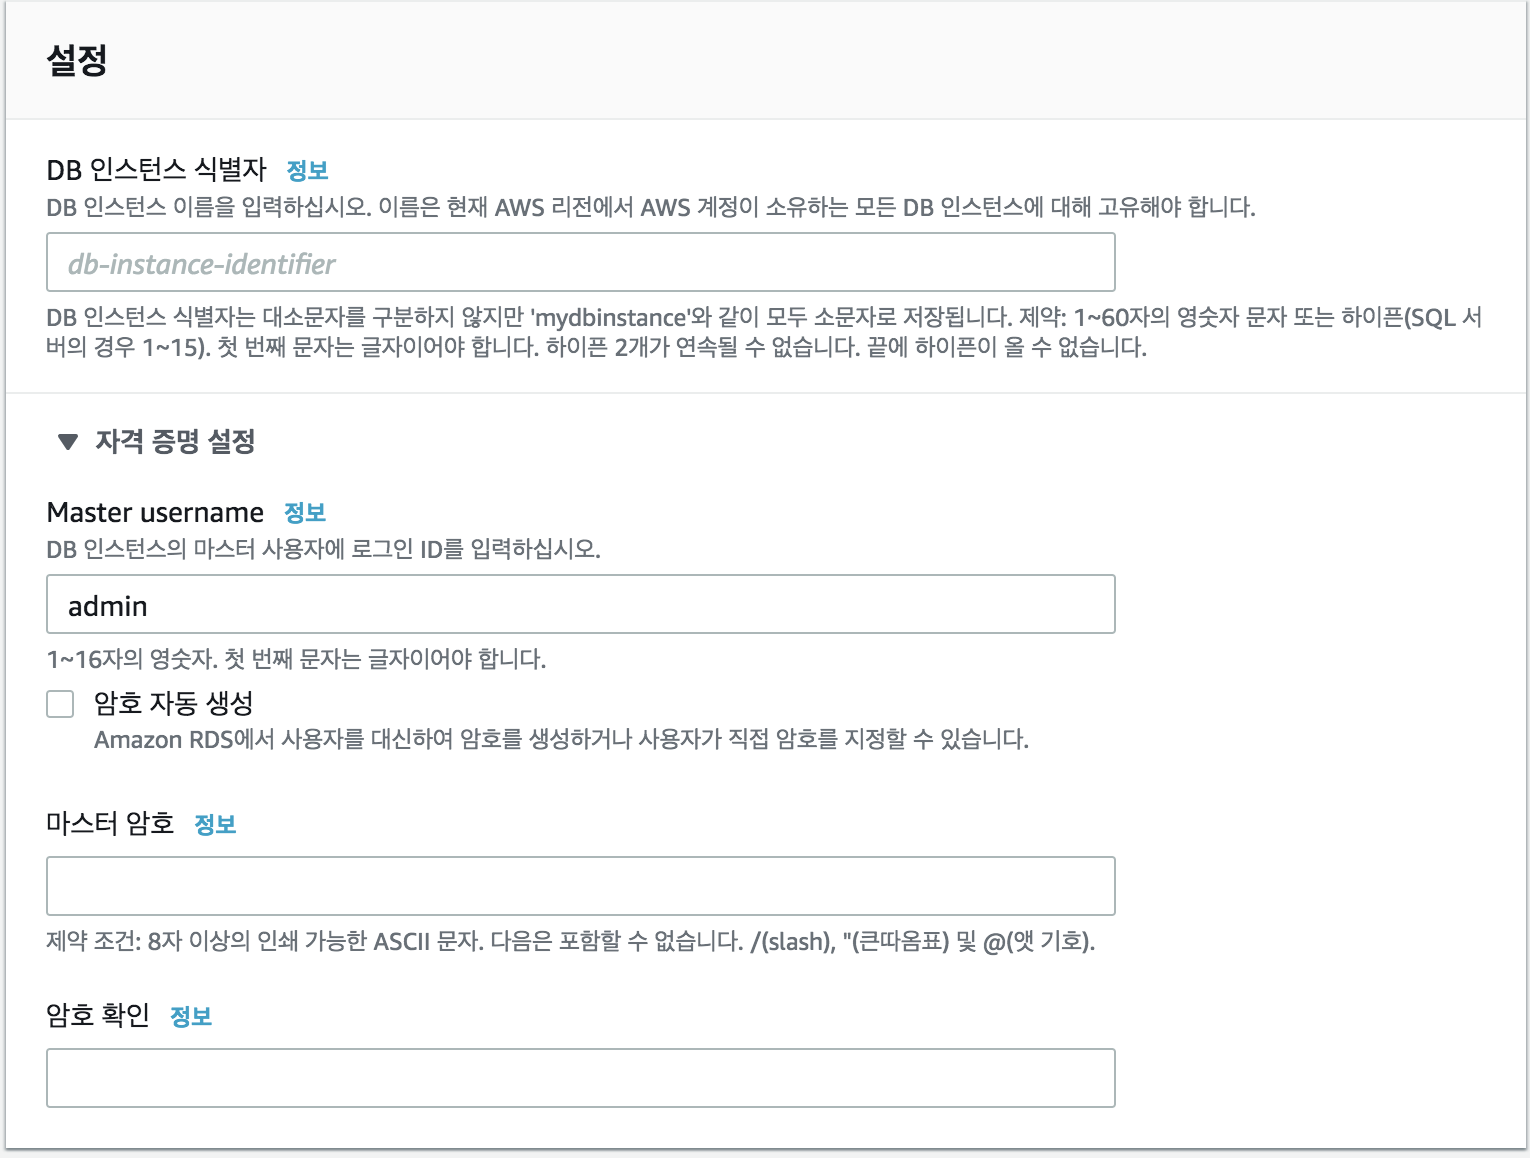 설정
DB 인스턴스 식별자 정보
DB 인스턴스 이름을 입력하십시오. 이름은 현재 AWS 리전에서 AWS 계정이 소유하는 모든 DB 인스턴스에 대해 고유해야 합니다.
db-instance-identifier
DB 인스턴스 식별자는 대소문자를 구분하지 않지만 'mydbinstance'와 같이 모두 소문자로 저장됩니다. 제약: 1~60자의 영숫자 문자 또는 하이픈(SQL 서
버의 경우 1~15). 첫 번째 문자는 글자이어야 합니다. 하이픈 2개가 연속될 수 없습니다. 끝에 하이픈이 올 수 없습니다.
▼ 자격 증명 설정
Master username 정보
DB 인스턴스의 마스터 사용자에 로그인 ID를 입력하십시오.
admin
1~16자의 영숫자. 첫 번째 문자는 글자이어야 합니다.
암호 자동 생성
Amazon RDS에서 사용자를 대신하여 암호를 생성하거나 사용자가 직접 암호를 지정할 수 있습니다.
마스터 암호 정보
제약 조건: 8자 이상의 인쇄 가능한 ASCII 문자. 다음은 포함할 수 없습니다. /(slash), "(큰따옴표) 및 @(앳 기호).
암호 확인 정보